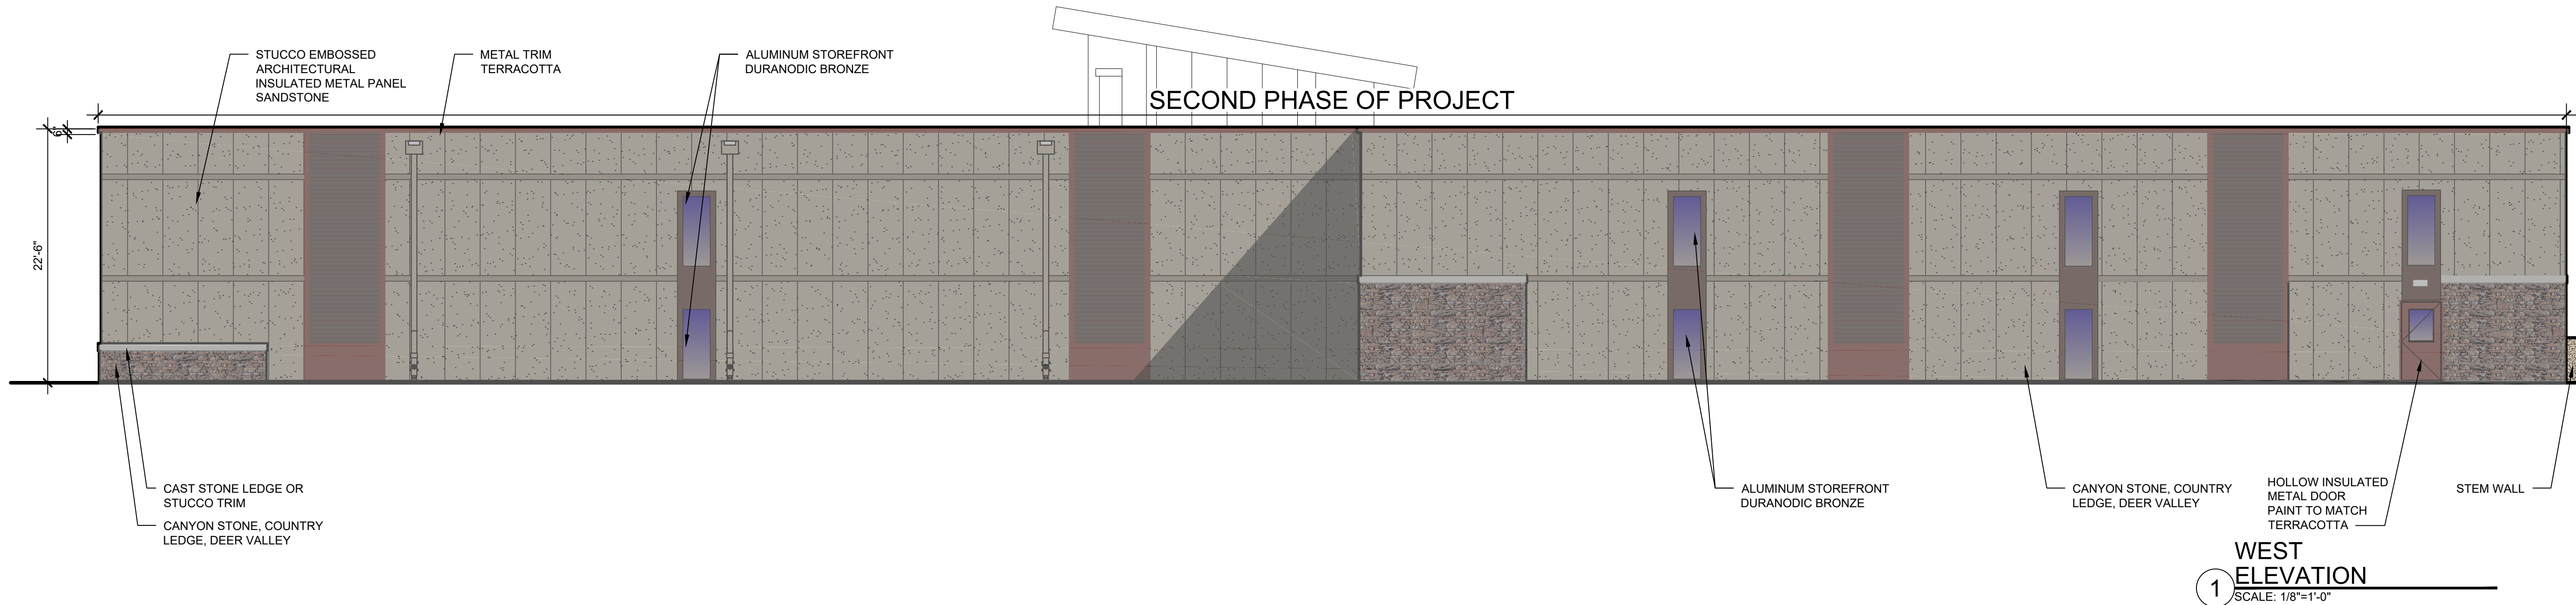 STUCCO EMBOSSED
ARCHITECTURAL
INSULATED METAL PANEL
SANDSTONE
METAL TRIM
TERRACOTTA
ALUMINUM STOREFRONT
DURANODIC BRONZE
SECOND PHASE OF PROJECT
6"
22'-6"
CAST STONE LEDGE OR
STUCCO TRIM
CANYON STONE, COUNTRY
LEDGE, DEER VALLEY
ALUMINUM STOREFRONT
DURANODIC BRONZE
CANYON STONE, COUNTRY
LEDGE, DEER VALLEY
HOLLOW INSULATED
METAL DOOR
PAINT TO MATCH
TERRACOTTA
STEM WALL
WEST
ELEVATION
1
SCALE: 1/8"=1'-0"